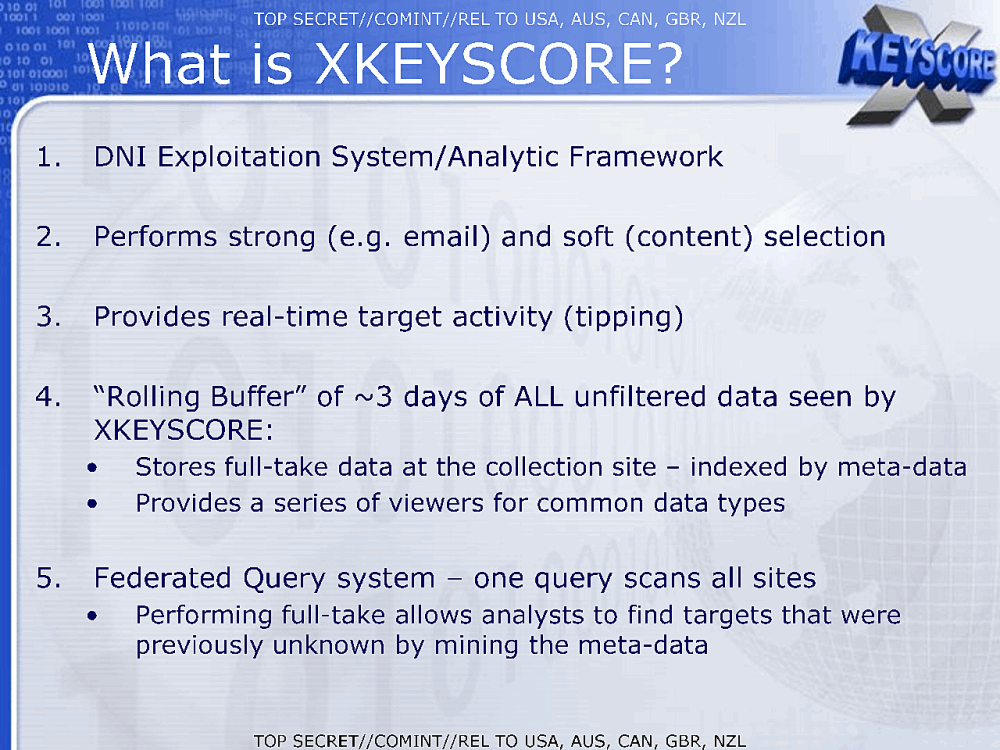 TOP SECRET//COMINT//REL TO USA, AUS, CAN, GBR, NZL
What is XKEYSCORE?
X KEYSCORE
1. DNI Exploitation System/Analytic Framework
2. Performs strong (e.g. email) and soft (content) selection
3. Provides real-time target activity (tipping)
4. “Rolling Buffer” of ~3 days of ALL unfiltered data seen by
XKEYSCORE:
• Stores full-take data at the collection site – indexed by meta-data
• Provides a series of viewers for common data types
5. Federated Query system – one query scans all sites
• Performing full-take allows analysts to find targets that were
previously unknown by mining the meta-data
TOP SECRET//COMINT//REL TO USA, AUS, CAN, GBR, NZL